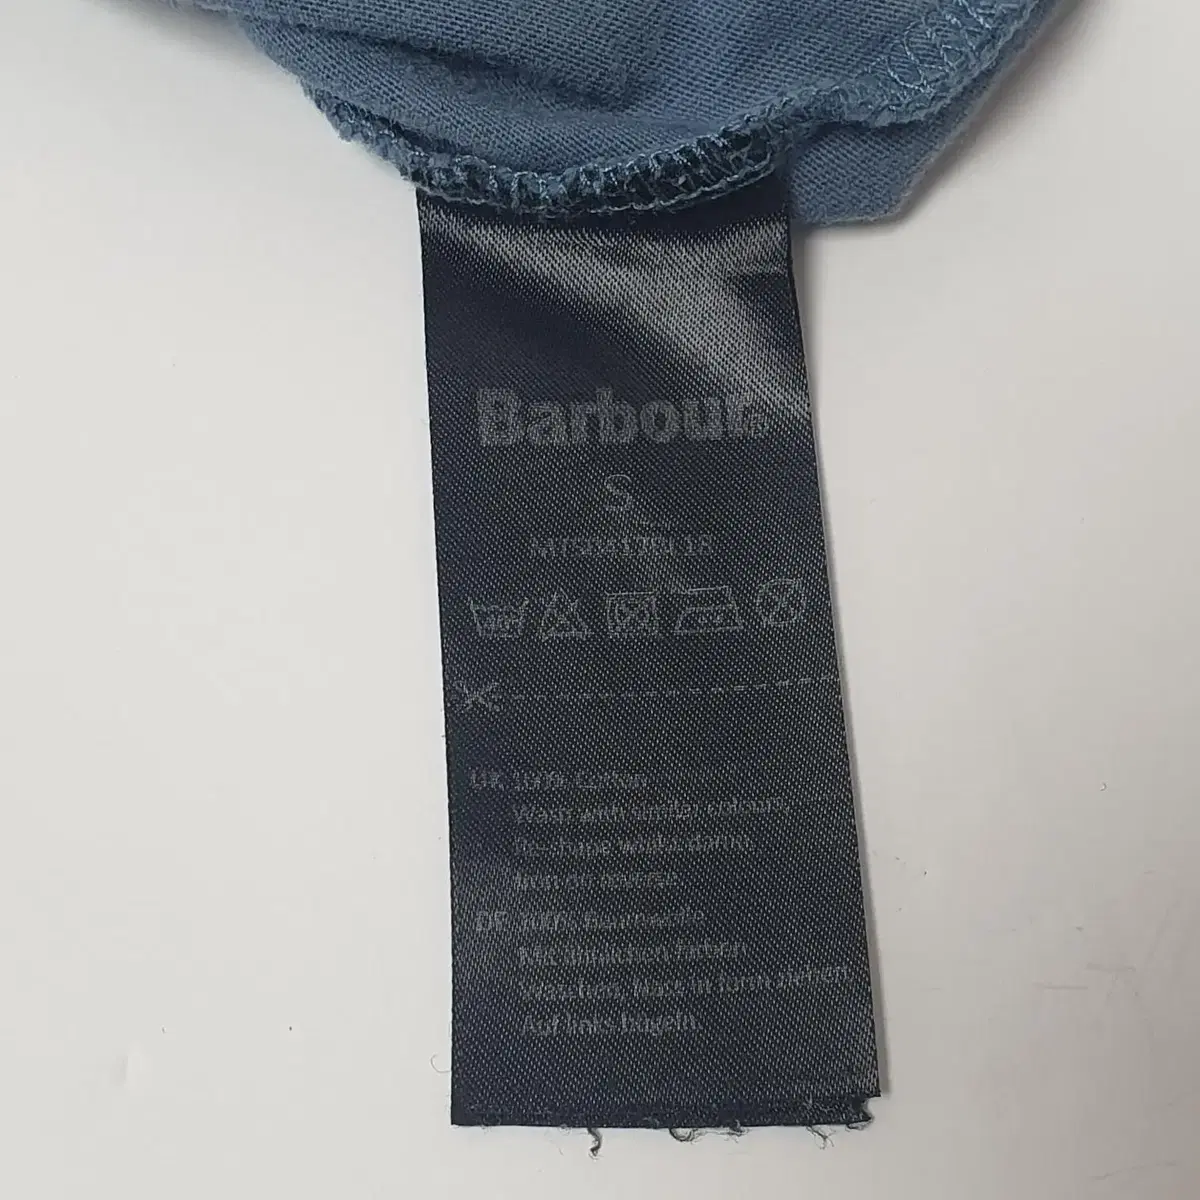 Barbour
S
UK 100% Cotton.
Wash with similar colours.
Re-shape whilst damp.
Iron on reverse.
DE 100% Baumwolle
Mit ähnlichen farben
Waschen. Nass in form ziehen.
Auf links bügeln.